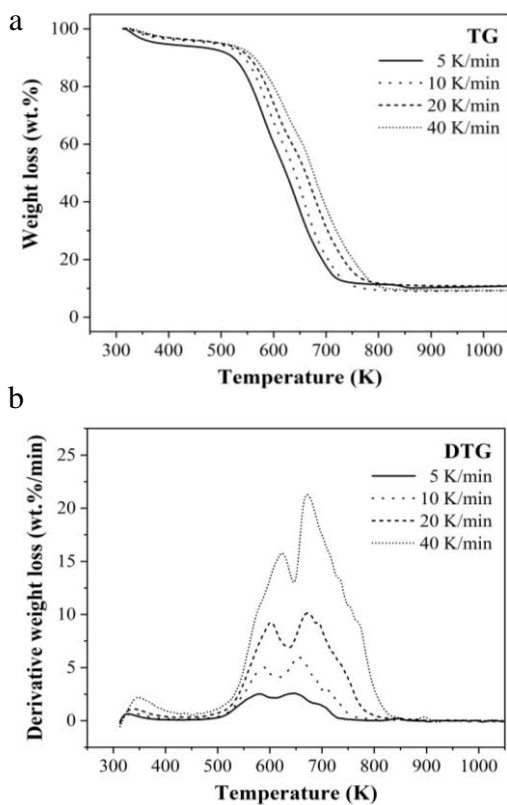 a
TG
5 K/min
10 K/min
20 K/min
40 K/min
Weight loss (wt.%)
100
80
60
40
20
0
300 400 500 600 700 800 900 1000
Temperature (K)
b
DTG
5 K/min
10 K/min
20 K/min
40 K/min
Derivative weight loss (wt.%/min)
25
20
15
10
5
0
300 400 500 600 700 800 900 1000
Temperature (K)